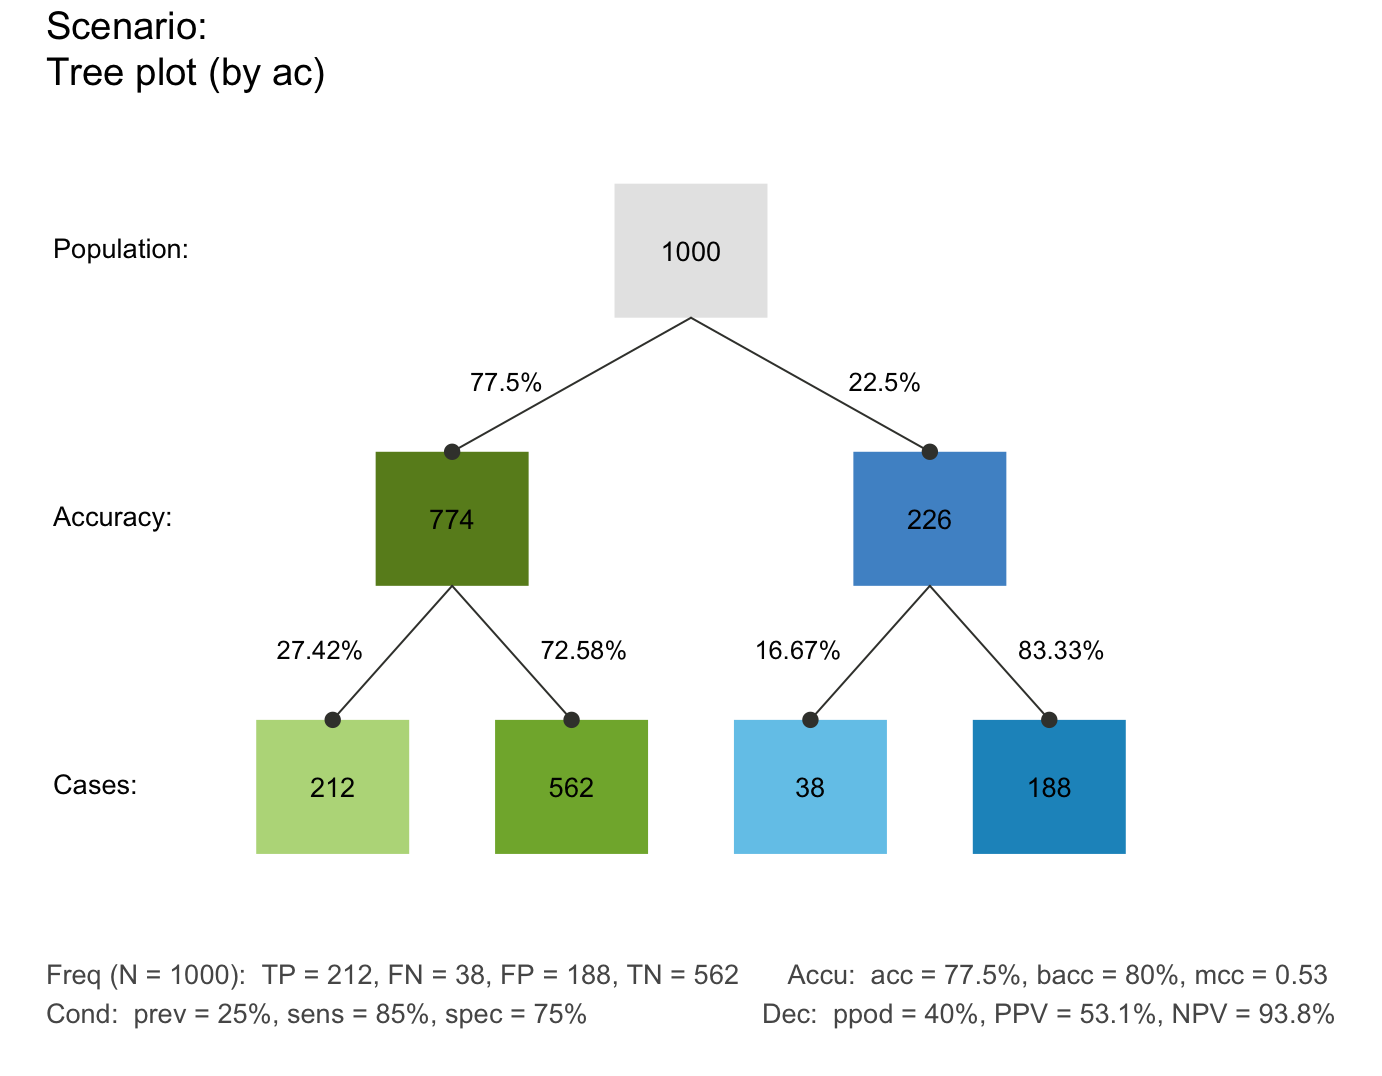 Scenario:
Tree plot (by ac)
Population:
1000
77.5%
22.5%
Accuracy:
774
226
27.42%
72.58%
16.67%
83.33%
Cases:
212
562
38
188
Freq (N = 1000):  TP = 212, FN = 38, FP = 188, TN = 562
Accu:  acc = 77.5%, bacc = 80%, mcc = 0.53
Cond:  prev = 25%, sens = 85%, spec = 75%
Dec:  ppod = 40%, PPV = 53.1%, NPV = 93.8%